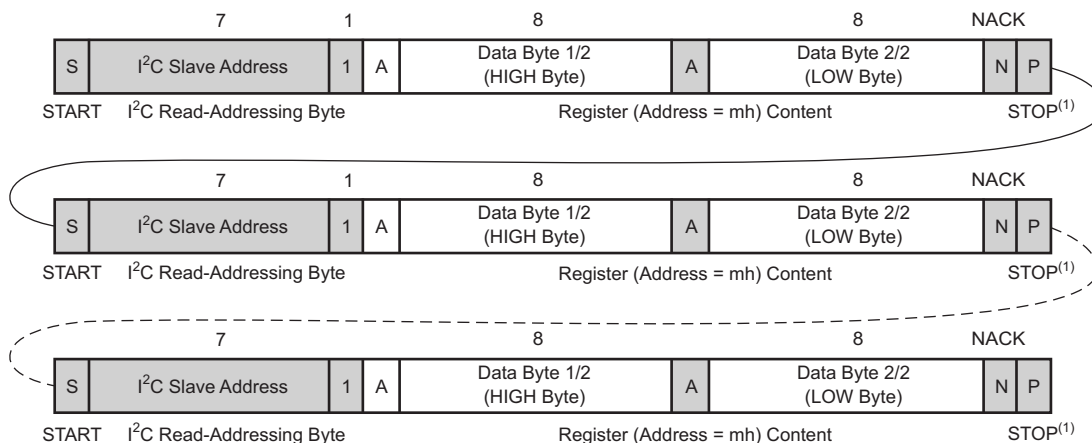 7 1 8 8 NACK
S I²C Slave Address 1 A Data Byte 1/2 A Data Byte 2/2 N P
(HIGH Byte) (LOW Byte)
START I²C Read-Addressing Byte Register (Address = mh) Content STOP(1)
7 1 8 8 NACK
S I²C Slave Address 1 A Data Byte 1/2 A Data Byte 2/2 N P
(HIGH Byte) (LOW Byte)
START I²C Read-Addressing Byte Register (Address = mh) Content STOP(1)
7 8 8 NACK
S I²C Slave Address 1 A Data Byte 1/2 A Data Byte 2/2 N P
(HIGH Byte) (LOW Byte)
START I²C Read-Addressing Byte Register (Address = mh) Content STOP(1)